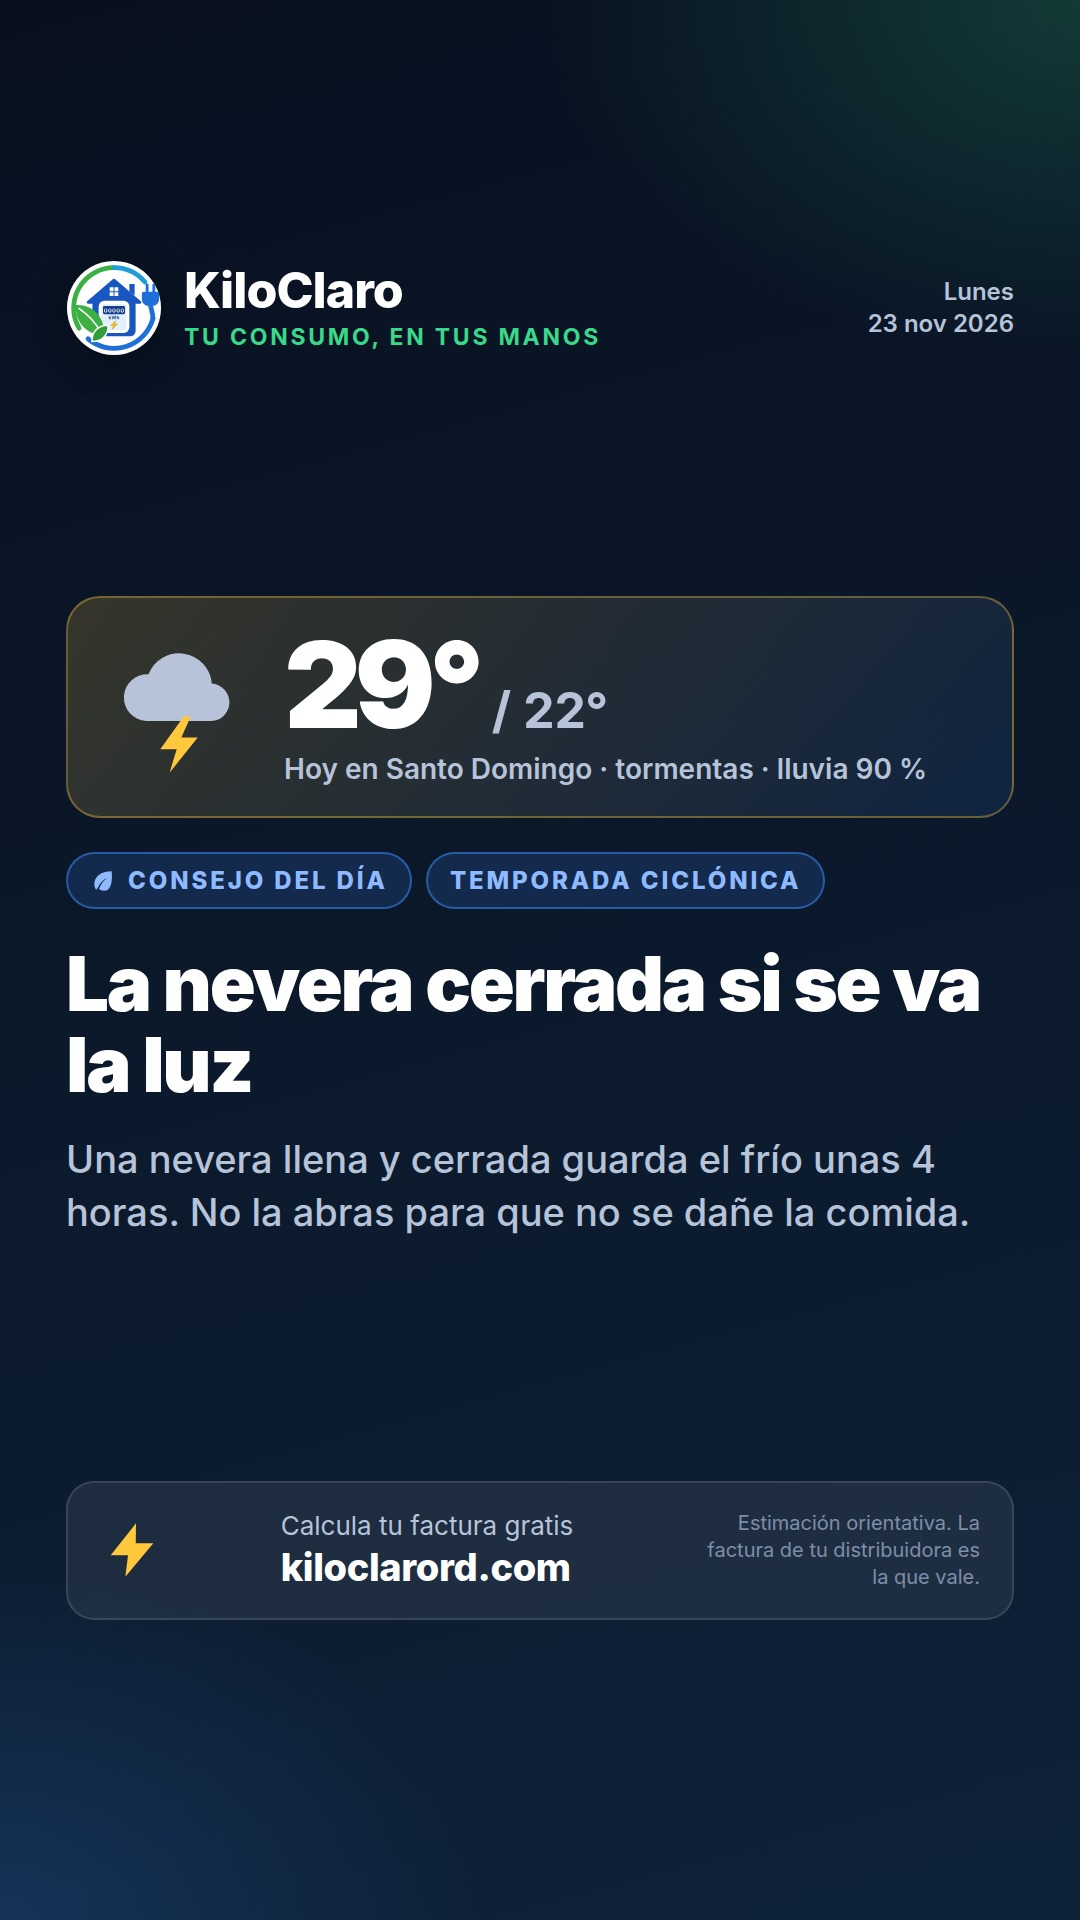 KiloClaro
TU CONSUMO, EN TUS MANOS
Lunes
23 nov 2026
29° / 22°
Hoy en Santo Domingo · tormentas · lluvia 90 %
CONSEJO DEL DÍA
TEMPORADA CICLÓNICA
La nevera cerrada si se va
la luz
Una nevera llena y cerrada guarda el frío unas 4
horas. No la abras para que no se dañe la comida.
Calcula tu factura gratis
kiloclarord.com
Estimación orientativa. La
factura de tu distribuidora es
la que vale.